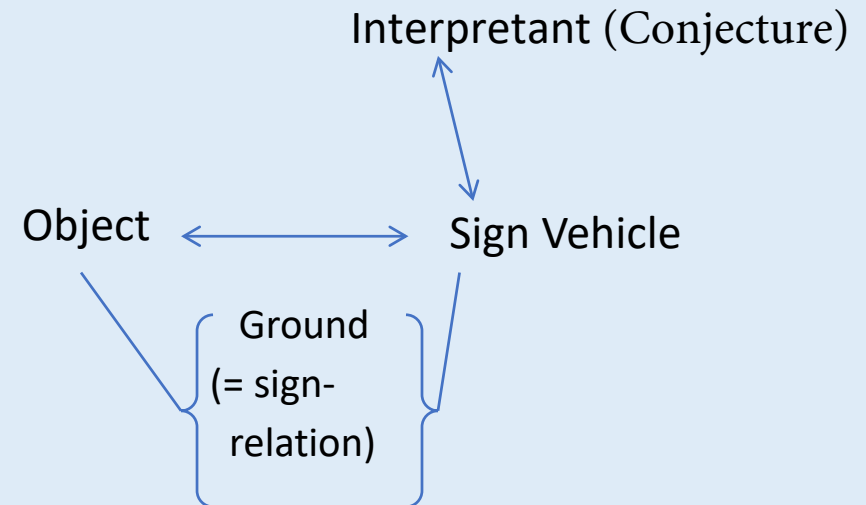 Interpretant (Conjecture)
Object
Sign Vehicle
Ground
(= sign-
relation)